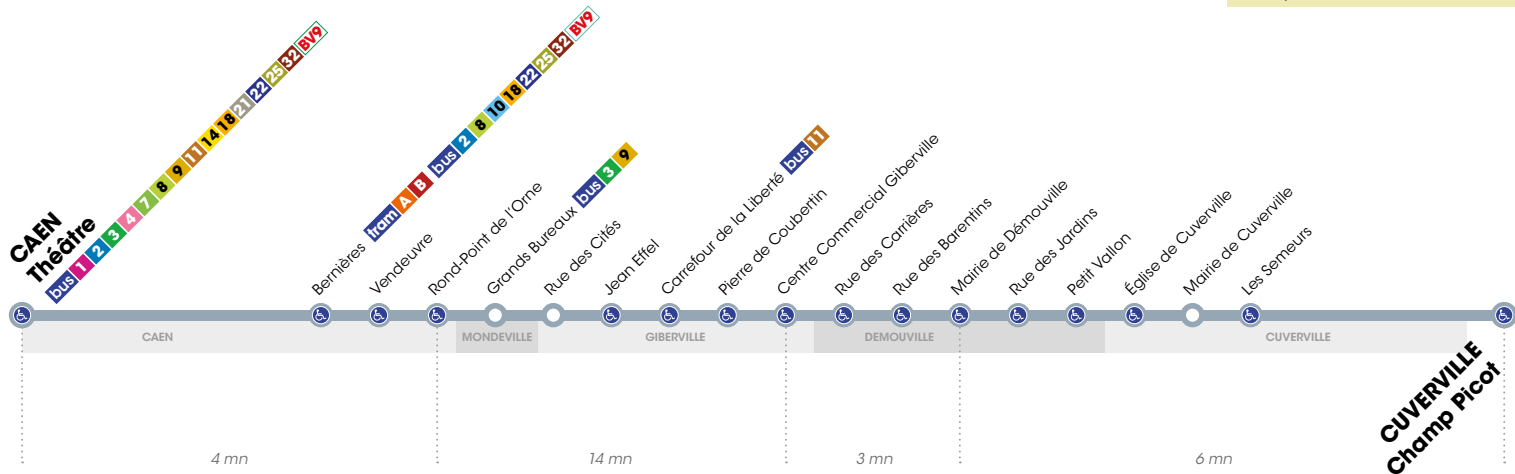 CAEN
Théâtre
bus 1 2 3 4 7 8 9 11 14 18 21 22 25 32 BV9
Bernières tram A B bus 2 8 10 18 22 25 32 BV9
Vendeuvre
Rond-Point de l'Orne
Grands Bureaux bus 3 9
Rue des Cités
Jean Effel
Carrefour de la Liberté bus 11
Pierre de Coubertin
Centre Commercial Giberville
Rue des Carrières
Rue des Barentins
Mairie de Démouville
Rue des Jardins
Petit Vallon
Église de Cuverville
Mairie de Cuverville
Les Semeurs
CUVERVILLE
Champ Picot
CAEN MONDEVILLE GIBERVILLE DEMOUVILLE CUVERVILLE
4 mn 14 mn 3 mn 6 mn